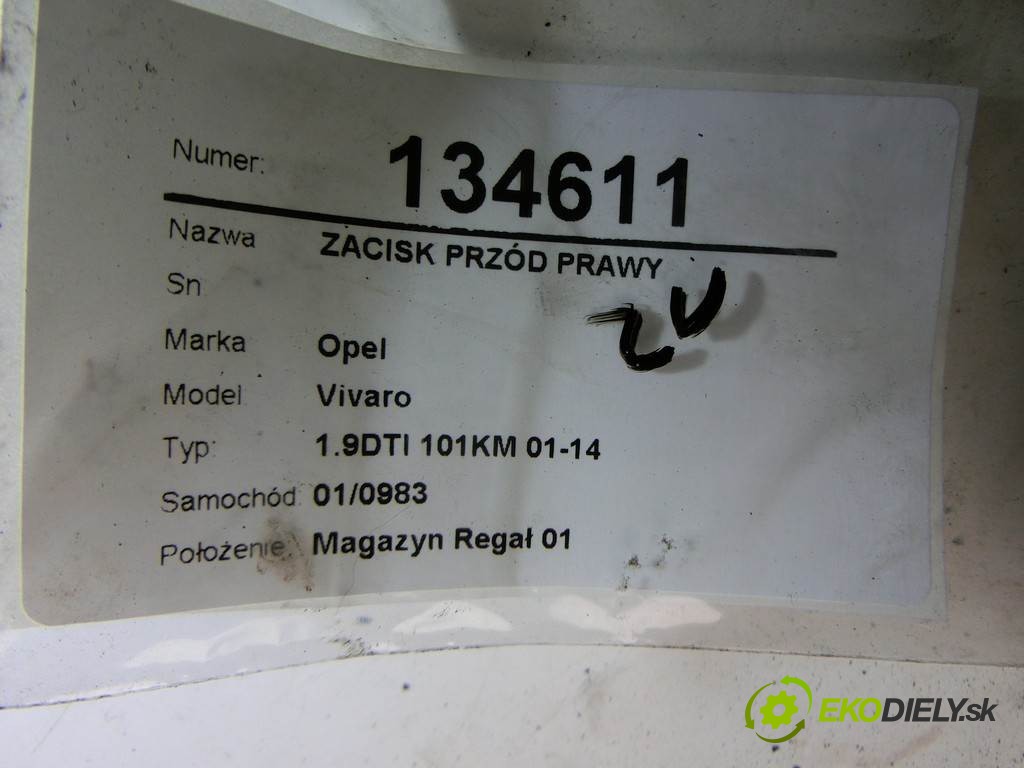 Numer: 134611
Nazwa ZACISK PRZÓD PRAWY
Sn
Marka Opel
Model Vivaro
Typ: 1.9DTI 101KM 01-14
Samochód: 01/0983
Położenie: Magazyn Regał 01
EKODIELY.sk